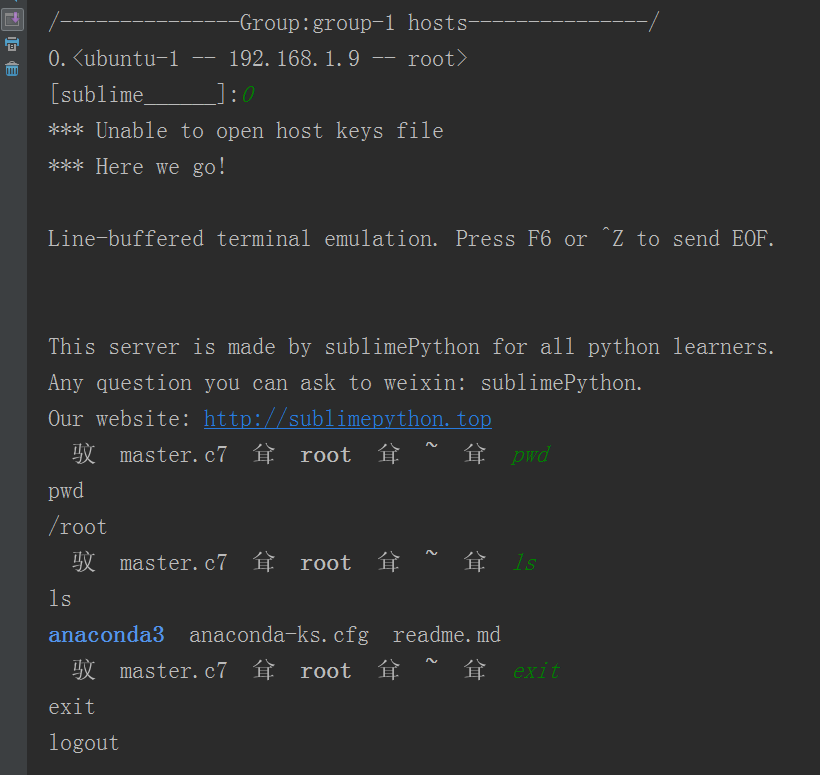 /---------------Group:group-1 hosts---------------/
0.<ubuntu-1 -- 192.168.1.9 -- root>
[sublime______]:0
*** Unable to open host keys file
*** Here we go!
Line-buffered terminal emulation. Press F6 or ^Z to send EOF.
This server is made by sublimePython for all python learners.
Any question you can ask to weixin: sublimePython.
Our website: http://sublimepython.top
驭 master.c7 耷 root 耷 ~ 耷 pwd
pwd
/root
驭 master.c7 耷 root 耷 ~ 耷 ls
ls
anaconda3 anaconda-ks.cfg readme.md
驭 master.c7 耷 root 耷 ~ 耷 exit
exit
logout